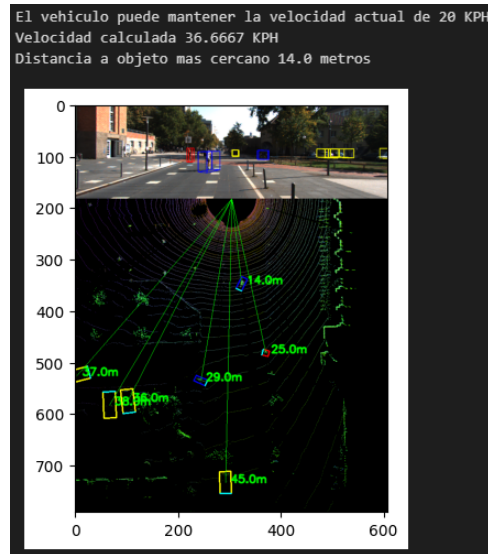 El vehiculo puede mantener la velocidad actual de 20 KPH
Velocidad calculada 36.6667 KPH
Distancia a objeto mas cercano 14.0 metros
0
100
200
300
400
500
600
700
14.0m
25.0m
37.0m
29.0m
38.0m
45.0m
0 200 400 600